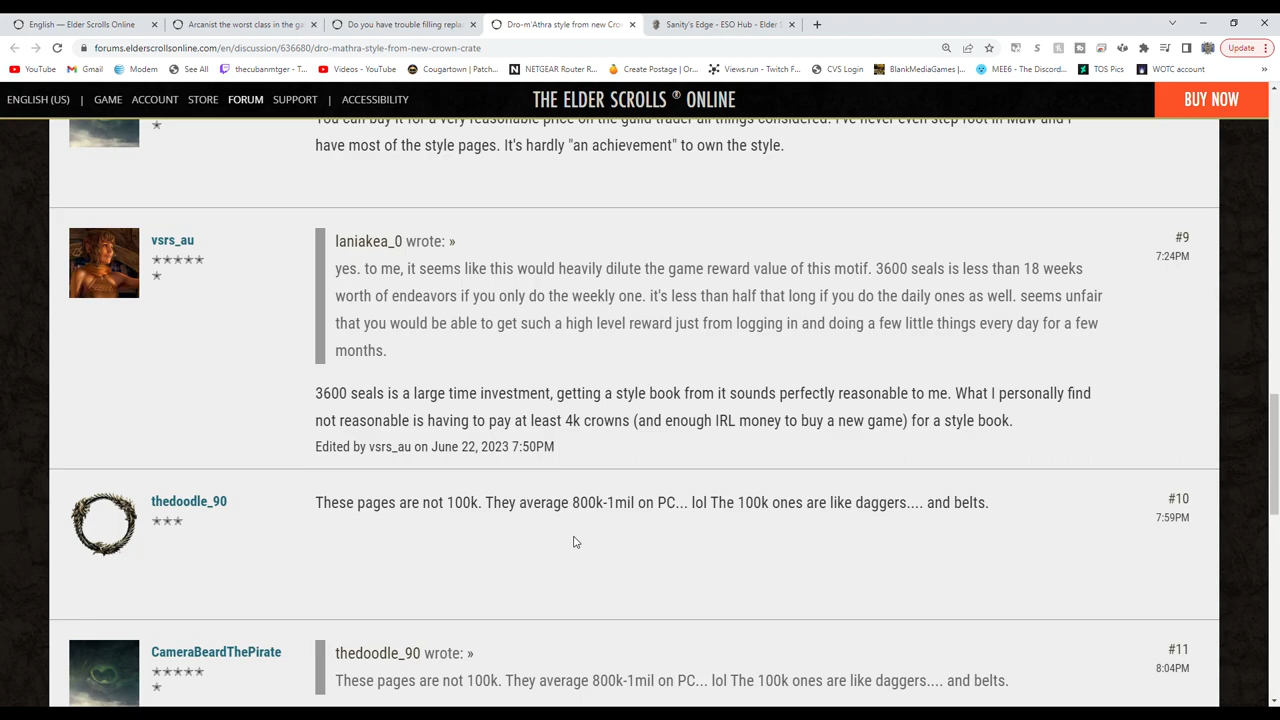 English — Elder Scrolls Online
Arcanist the worst class in the ga
Do you have trouble filling repla
Dro-m'Athra style from new Cro
Sanity's Edge - ESO Hub - Elder S
forums.elderscrollsonline.com/en/discussion/636680/dro-mathra-style-from-new-crown-crate
Update
YouTube
Gmail
Modem
See All
thecubanmtger - T...
Videos - YouTube
Cougartown | Patch...
NETGEAR Router R...
Create Postage | Or...
Views.run - Twitch F...
CVS Login
BlankMediaGames |...
MEE6 - The Discord...
TOS Pics
WOTC account
»
ENGLISH (US) | GAME ACCOUNT STORE FORUM SUPPORT | ACCESSIBILITY
THE ELDER SCROLLS ® ONLINE
BUY NOW
You can buy it for a very reasonable price on the guild trader all things considered. I've never even step foot in Maw and I
have most of the style pages. It's hardly "an achievement" to own the style.
vsrs_au
#9
7:24PM
laniakea_0 wrote: »
yes. to me, it seems like this would heavily dilute the game reward value of this motif. 3600 seals is less than 18 weeks
worth of endeavors if you only do the weekly one. it's less than half that long if you do the daily ones as well. seems unfair
that you would be able to get such a high level reward just from logging in and doing a few little things every day for a few
months.
3600 seals is a large time investment, getting a style book from it sounds perfectly reasonable to me. What I personally find
not reasonable is having to pay at least 4k crowns (and enough IRL money to buy a new game) for a style book.
Edited by vsrs_au on June 22, 2023 7:50PM
thedoodle_90
#10
7:59PM
These pages are not 100k. They average 800k-1mil on PC... lol The 100k ones are like daggers.... and belts.
CameraBeardThePirate
#11
8:04PM
thedoodle_90 wrote: »
These pages are not 100k. They average 800k-1mil on PC... lol The 100k ones are like daggers.... and belts.